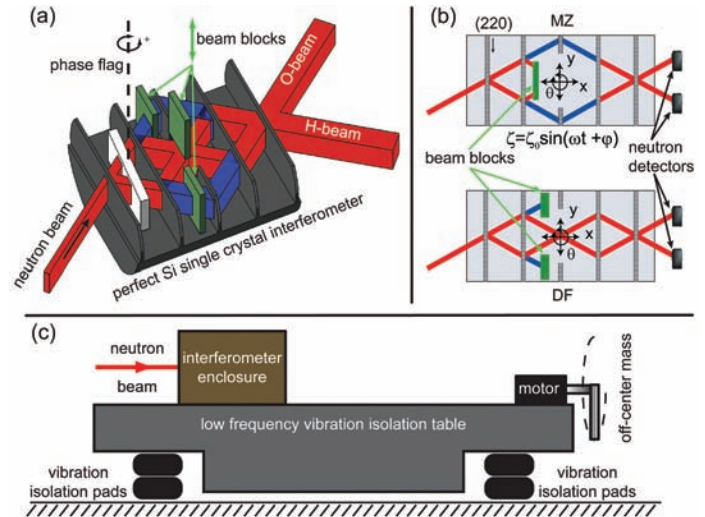 (a)
beam blocks
phase flag
O-beam
H-beam
neutron beam
perfect Si single crystal interferometer
(b)
(220)
MZ
y
θ
x
ζ=ζ₀sin(ωt +φ)
beam blocks
neutron
detectors
y
x
θ
DF
(c)
neutron
beam
interferometer
enclosure
motor
off-center mass
low frequency vibration isolation table
vibration
isolation pads
vibration
isolation pads